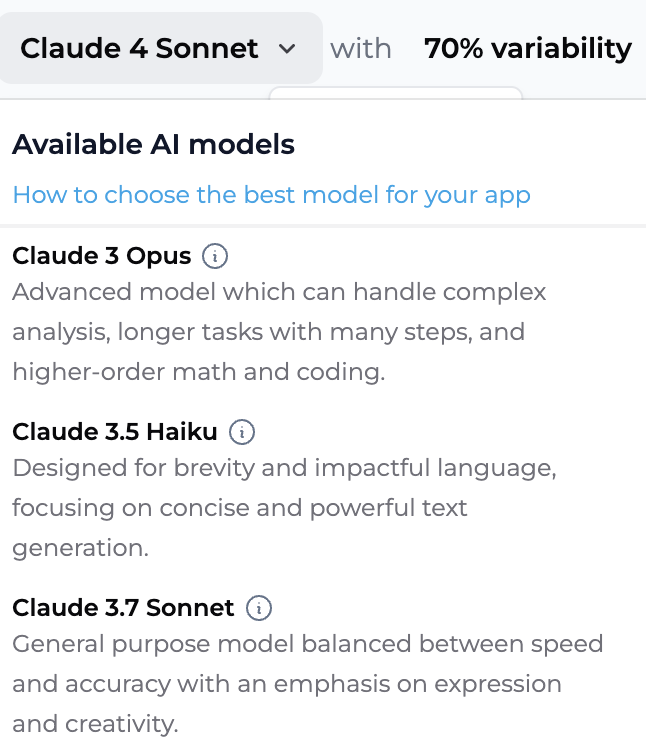 Claude 4 Sonnet with 70% variability
Available AI models
How to choose the best model for your app
Claude 3 Opus
Advanced model which can handle complex
analysis, longer tasks with many steps, and
higher-order math and coding.
Claude 3.5 Haiku
Designed for brevity and impactful language,
focusing on concise and powerful text
generation.
Claude 3.7 Sonnet
General purpose model balanced between speed
and accuracy with an emphasis on expression
and creativity.